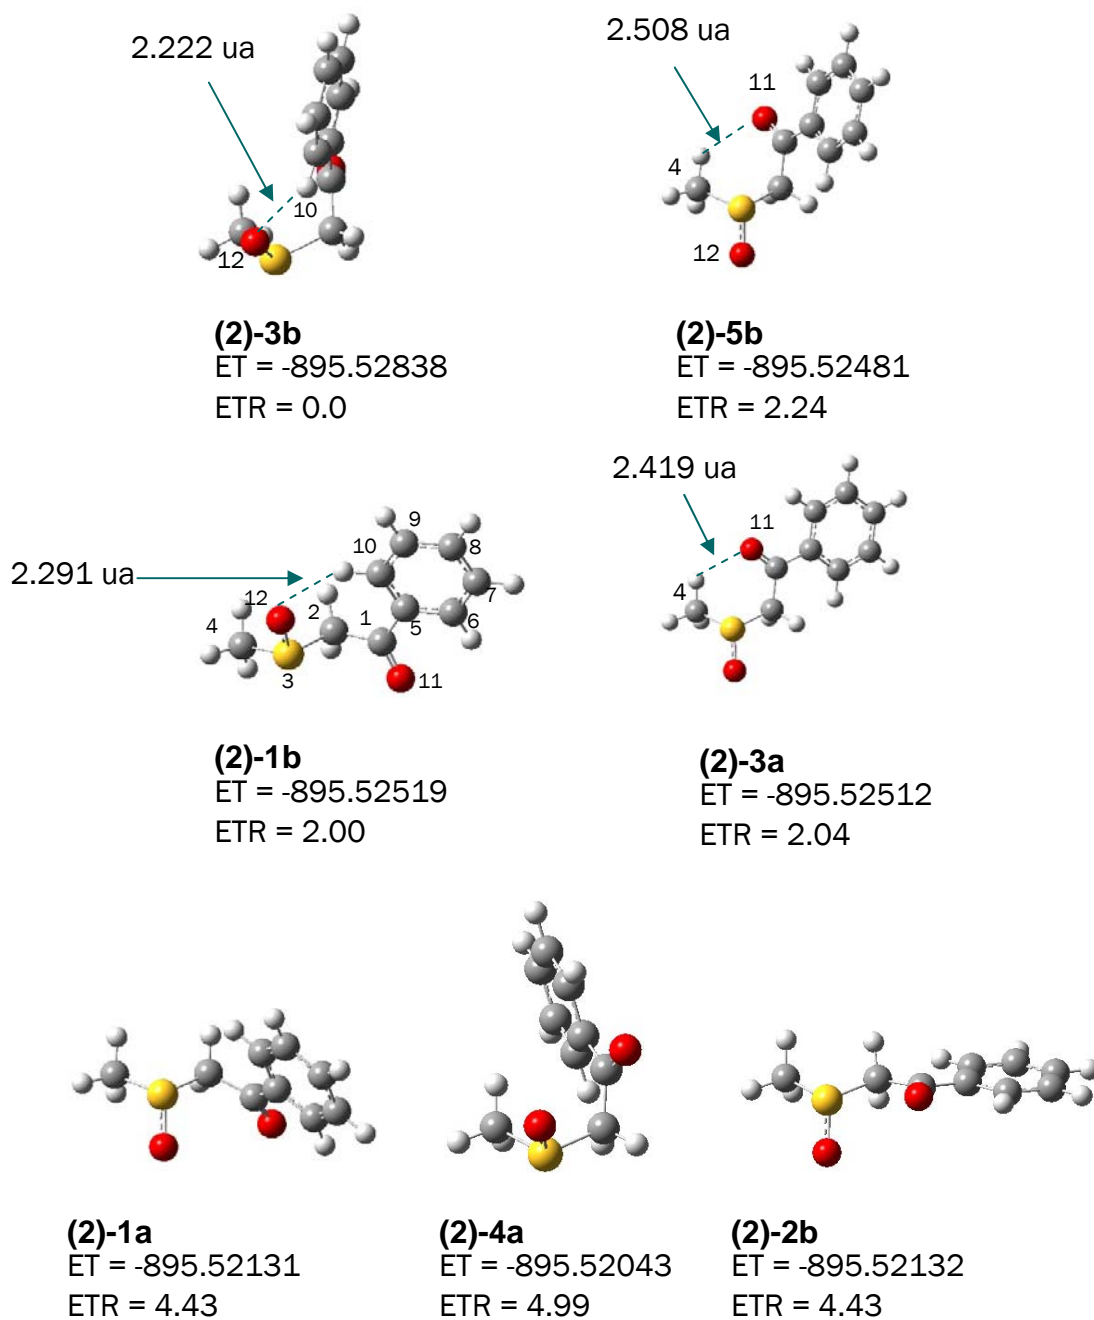 2.222 ua
10
12
(2)-3b
ET = -895.52838
ETR = 0.0
2.508 ua
11
4
12
(2)-5b
ET = -895.52481
ETR = 2.24
2.291 ua
9
10
8
12
7
2
1
4
5
6
3
11
(2)-1b
ET = -895.52519
ETR = 2.00
2.419 ua
11
4
(2)-3a
ET = -895.52512
ETR = 2.04
(2)-1a
ET = -895.52131
ETR = 4.43
(2)-4a
ET = -895.52043
ETR = 4.99
(2)-2b
ET = -895.52132
ETR = 4.43